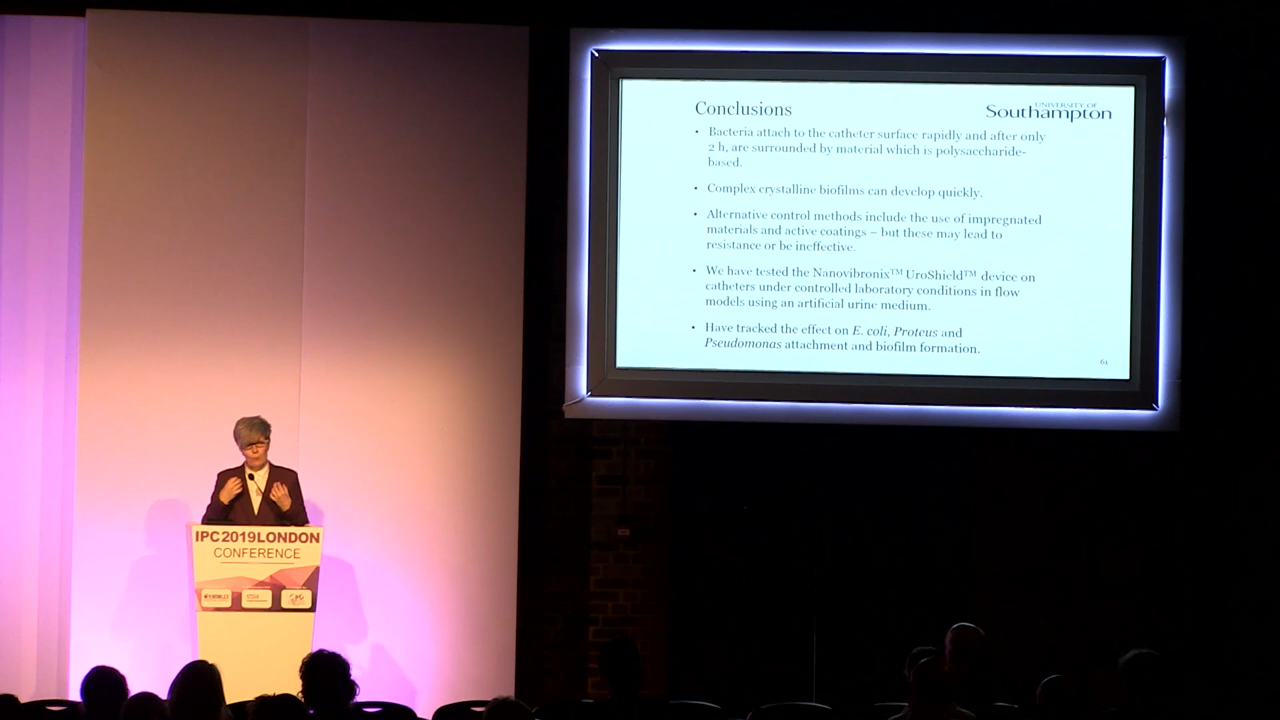 Conclusions
UNIVERSITY OF
Southampton
• Bacteria attach to the catheter surface rapidly and after only
2 h, are surrounded by material which is polysaccharide-
based.
• Complex crystalline biofilms can develop quickly.
• Alternative control methods include the use of impregnated
materials and active coatings – but these may lead to
resistance or be ineffective.
• We have tested the Nanovibronix™ UroShield™ device on
catheters under controlled laboratory conditions in flow
models using an artificial urine medium.
• Have tracked the effect on E. coli, Proteus and
Pseudomonas attachment and biofilm formation.
IPC2019LONDON
CONFERENCE